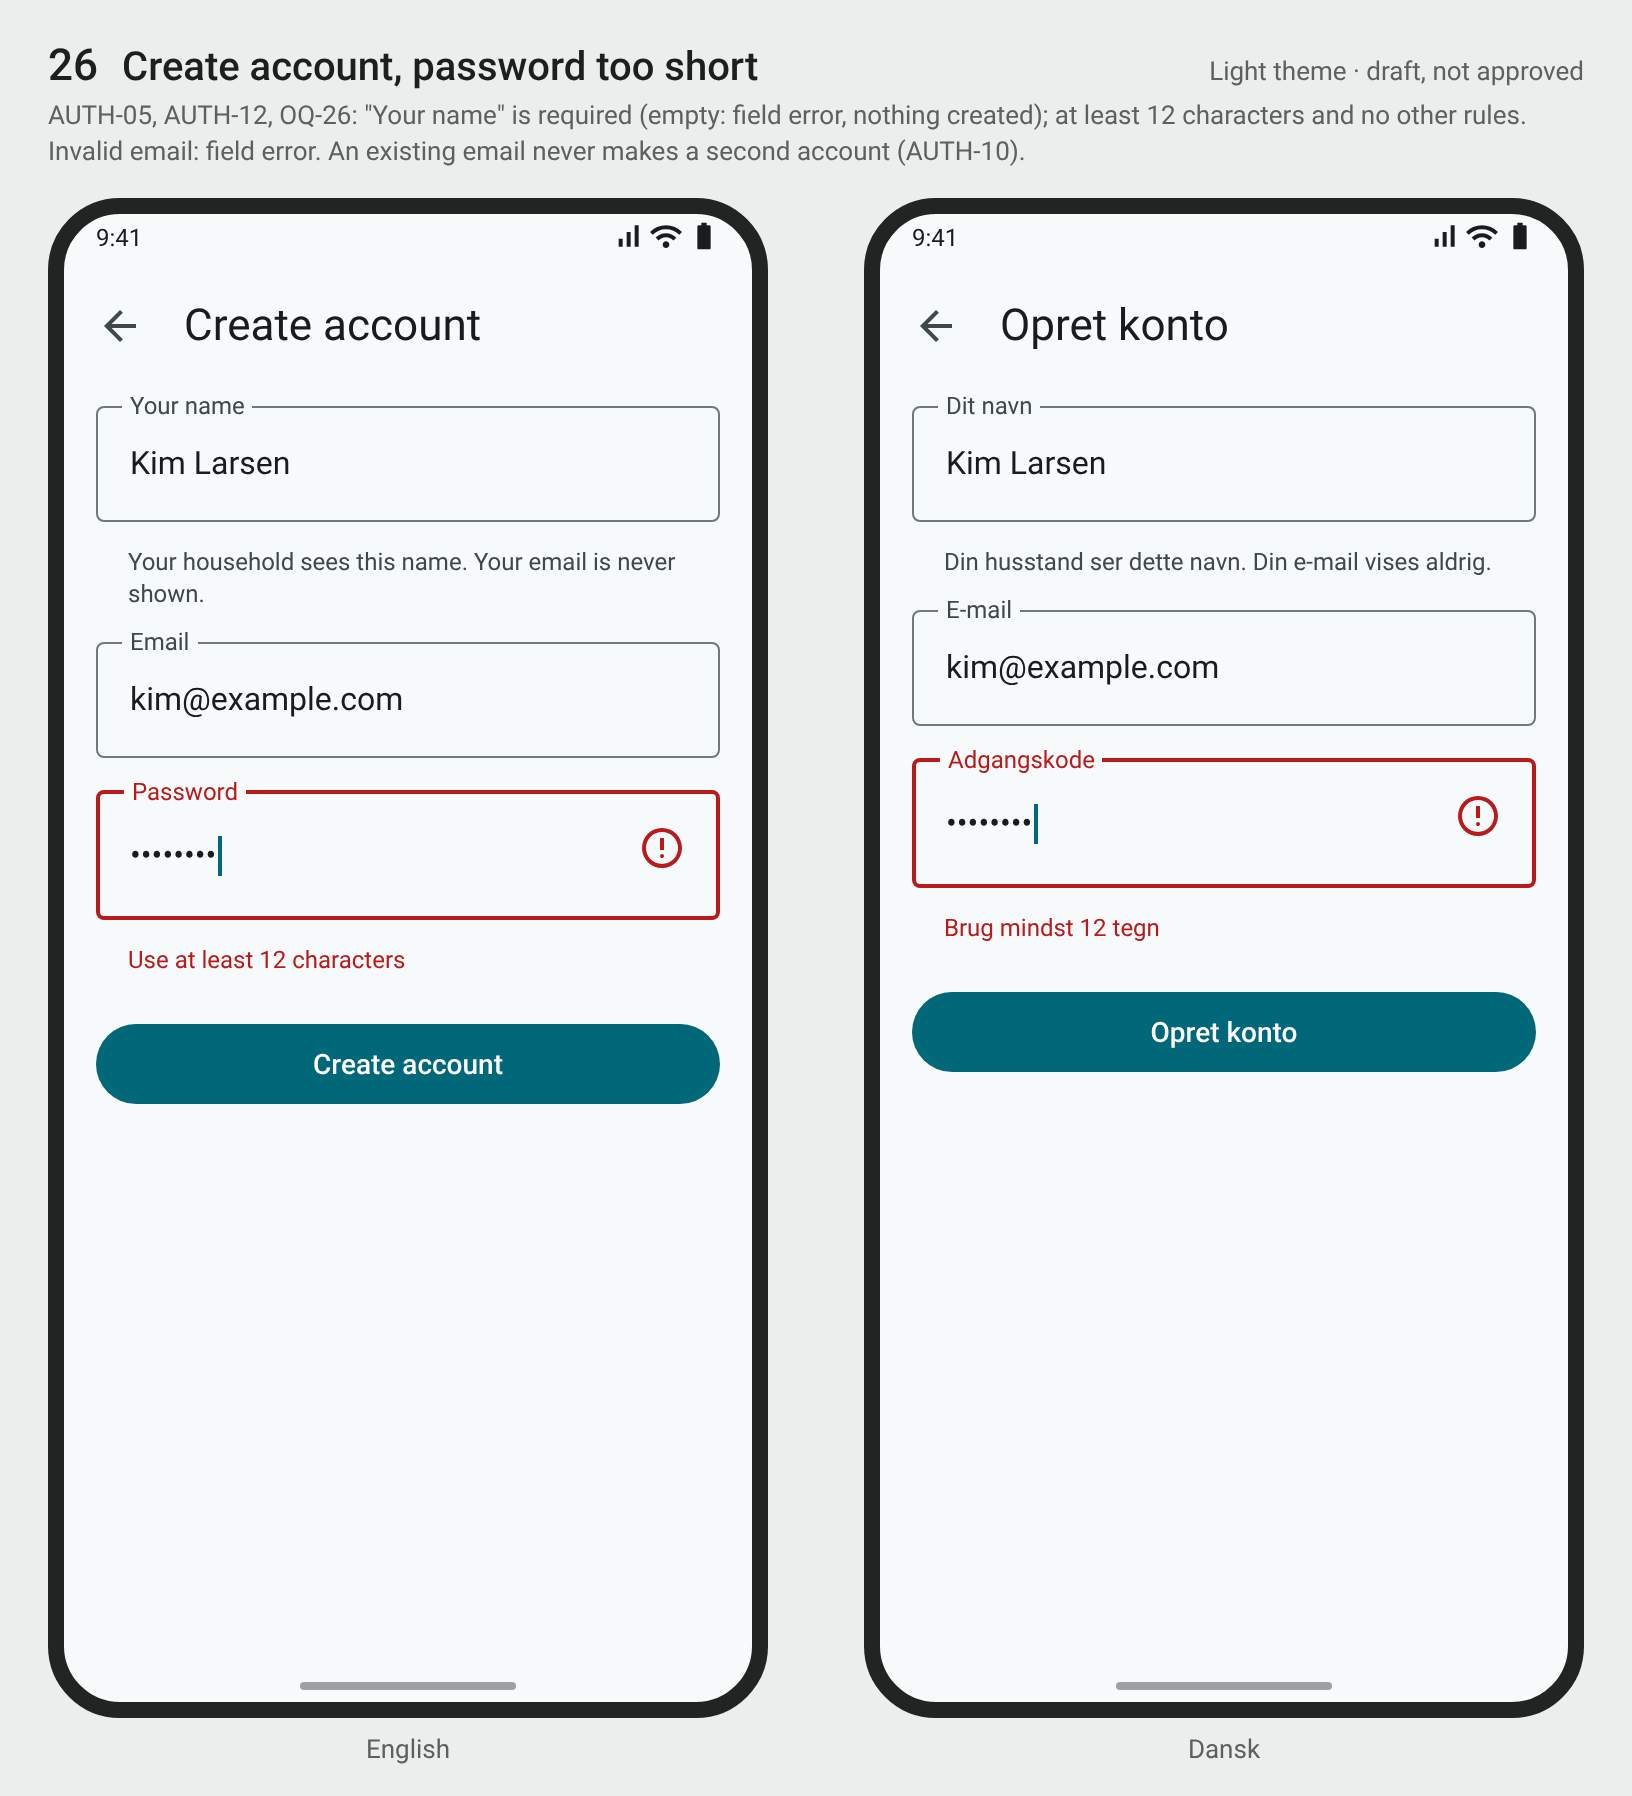 26 Create account, password too short
Light theme · draft, not approved
AUTH-05, AUTH-12, OQ-26: "Your name" is required (empty: field error, nothing created); at least 12 characters and no other rules.
Invalid email: field error. An existing email never makes a second account (AUTH-10).
9:41
Create account
Your name
Kim Larsen
Your household sees this name. Your email is never
shown.
Email
kim@example.com
Password
••••••••
Use at least 12 characters
Create account
English
9:41
Opret konto
Dit navn
Kim Larsen
Din husstand ser dette navn. Din e-mail vises aldrig.
E-mail
kim@example.com
Adgangskode
••••••••
Brug mindst 12 tegn
Opret konto
Dansk